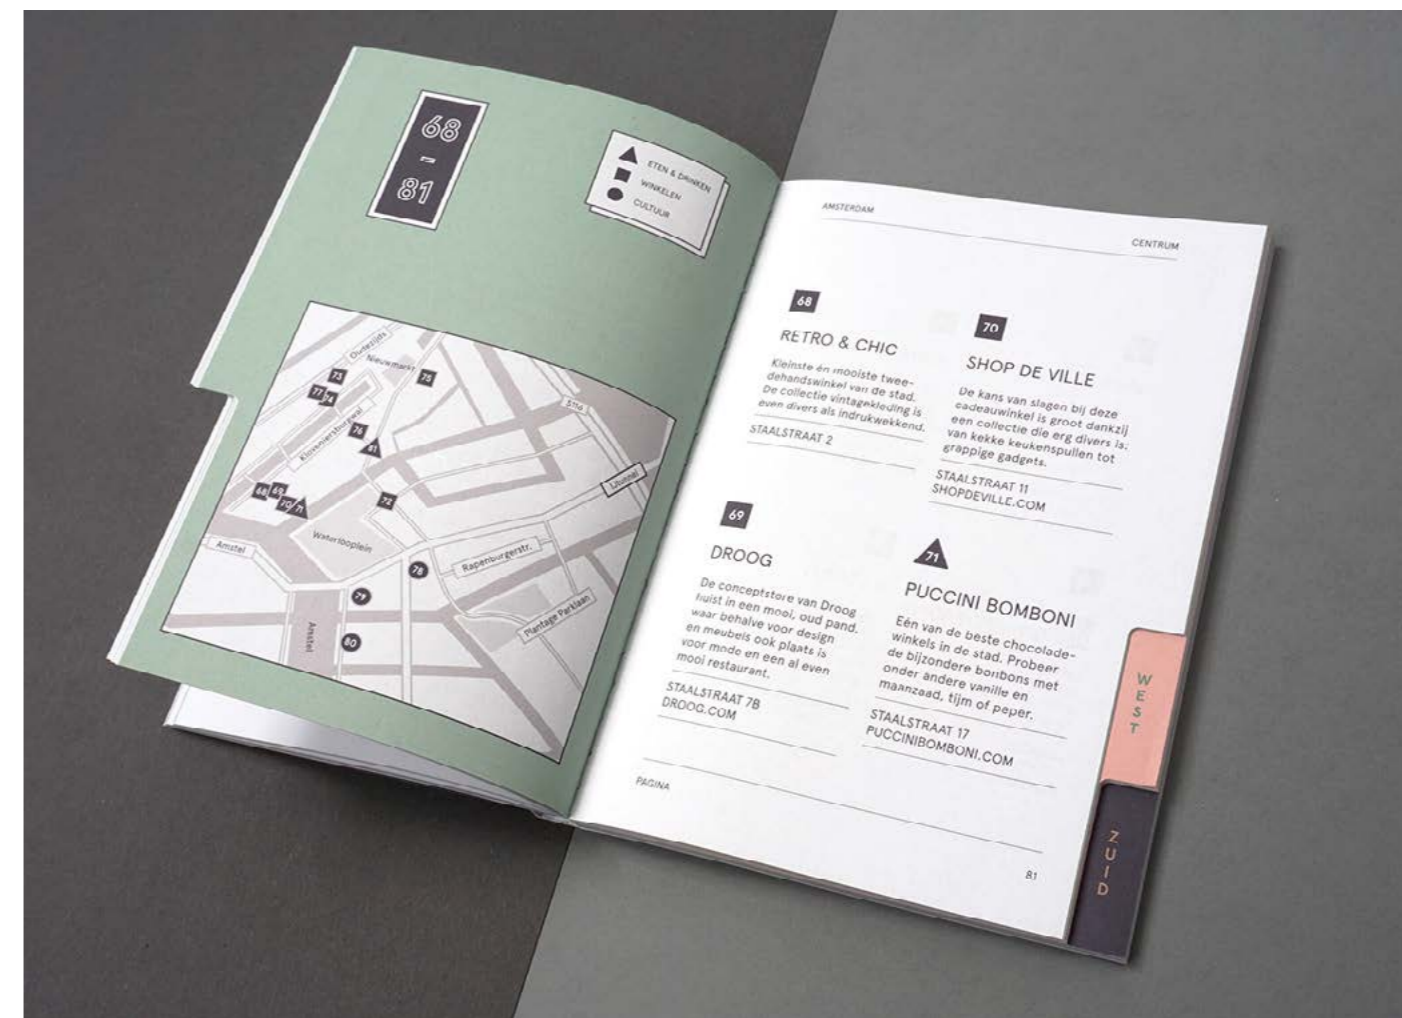 68
-
81
ETEN & DRINKEN
WINKELEN
CULTUUR
Oudezijds
Nieuwmarkt
73
75
77
74
Kloveniersburgwal
76
81
S116
IJtunnel
68
69
70
71
72
Waterlooplein
Amstel
Rapenburgerstr.
78
79
Plantage Parklaan
Amstel
80
AMSTERDAM
CENTRUM
68
RETRO & CHIC
Kleinste én mooiste twee-
dehandswinkel van de stad.
De collectie vintagekleding is
even divers als indrukwekkend.
STAALSTRAAT 2
69
DROOG
De conceptstore van Droog
huist in een mooi, oud pand,
waar behalve voor design
en meubels ook plaats is
voor mode en een al even
mooi restaurant.
STAALSTRAAT 7B
DROOG.COM
70
SHOP DE VILLE
De kans van slagen bij deze
cadeauwinkel is groot dankzij
een collectie die erg divers is:
van kekke keukenspullen tot
grappige gadgets.
STAALSTRAAT 11
SHOPDEVILLE.COM
71
PUCCINI BOMBONI
Eén van de beste chocolade-
winkels in de stad. Probeer
de bijzondere bonbons met
onder andere vanille en
maanzaad, tijm of peper.
STAALSTRAAT 17
PUCCINIBOMBONI.COM
PAGINA
81
WEST
ZUID